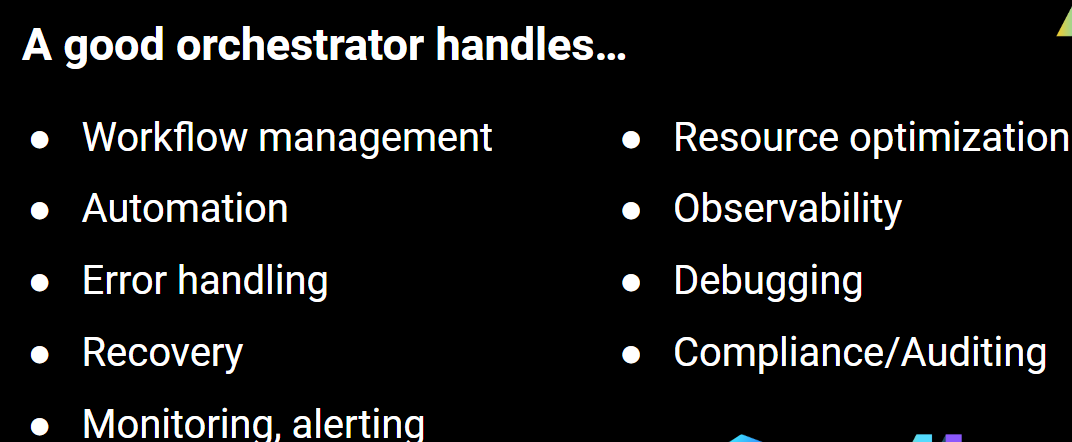 A good orchestrator handles...
● Workflow management
● Automation
● Error handling
● Recovery
● Monitoring, alerting
● Resource optimization
● Observability
● Debugging
● Compliance/Auditing